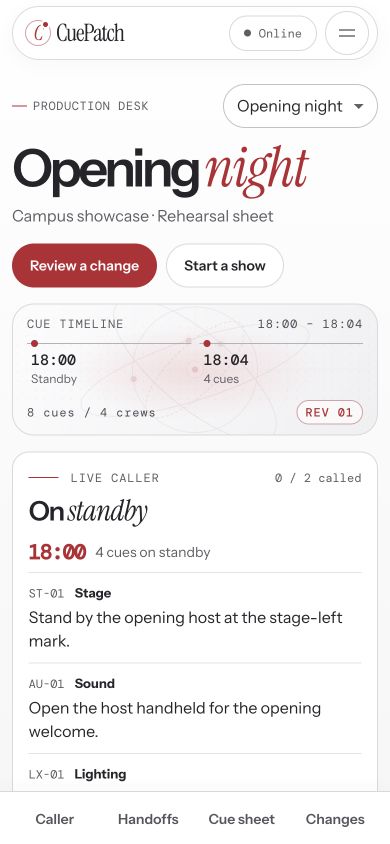 CuePatch
Online
PRODUCTION DESK
Opening night
Opening night
Campus showcase · Rehearsal sheet
Review a change
Start a show
CUE TIMELINE
18:00 – 18:04
18:00
18:04
Standby
4 cues
8 cues / 4 crews
REV 01
LIVE CALLER
0 / 2 called
On standby
18:00 4 cues on standby
ST-01 Stage
Stand by the opening host at the stage-left
mark.
AU-01 Sound
Open the host handheld for the opening
welcome.
LX-01 Lighting
Caller
Handoffs
Cue sheet
Changes